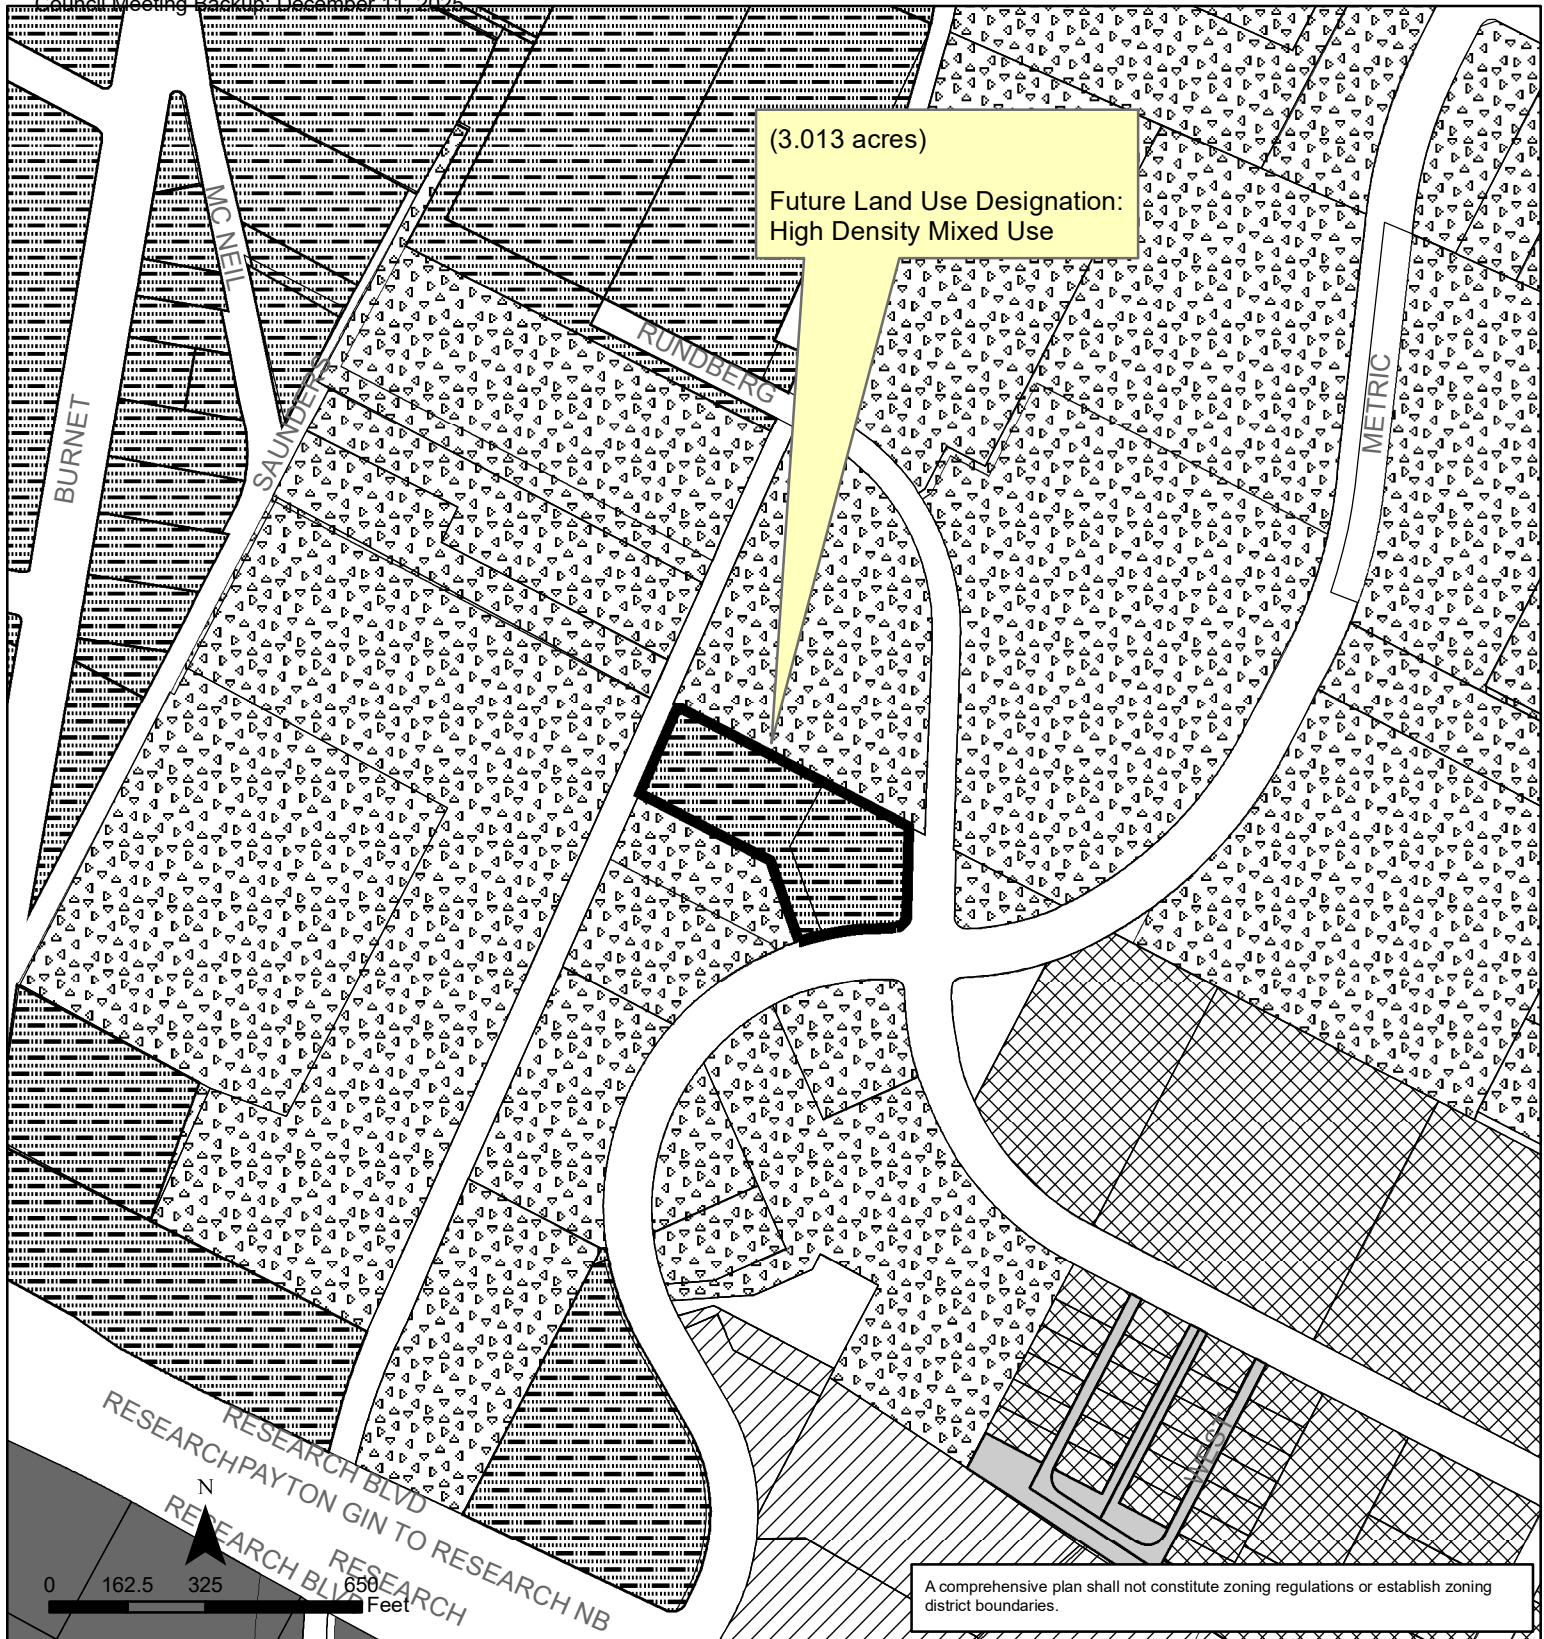 Council Meeting Backup: December 11, 2025
(3.013 acres)
Future Land Use Designation:
High Density Mixed Use
MC NEIL
RUNDBERG
SAUNDERS
BURNET
METRIC
WEST
RESEARCH BLVD
RESEARCH
PAYTON GIN TO RESEARCH NB
RESEARCH BLVD
RESEARCH
N
0 162.5 325 650
Feet
A comprehensive plan shall not constitute zoning regulations or establish zoning
district boundaries.